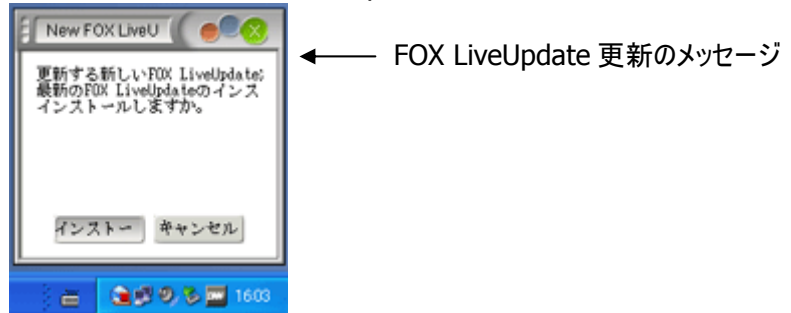 New FOX LiveU
FOX LiveUpdate 更新のメッセージ
更新する新しいFOX LiveUpdate
最新のFOX LiveUpdateのインス
インストールしますか。
インストー
キャンセル
16:03